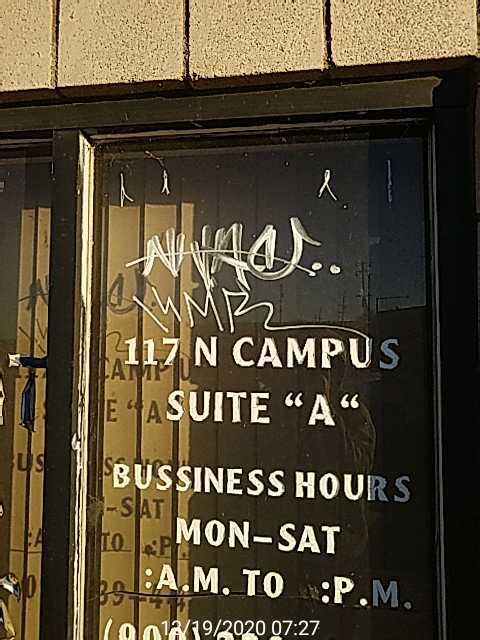 117 N CAMPUS
SUITE “A“
BUSSINESS HOURS
MON–SAT
:A.M. TO :P.M.
12/19/2020 07:27